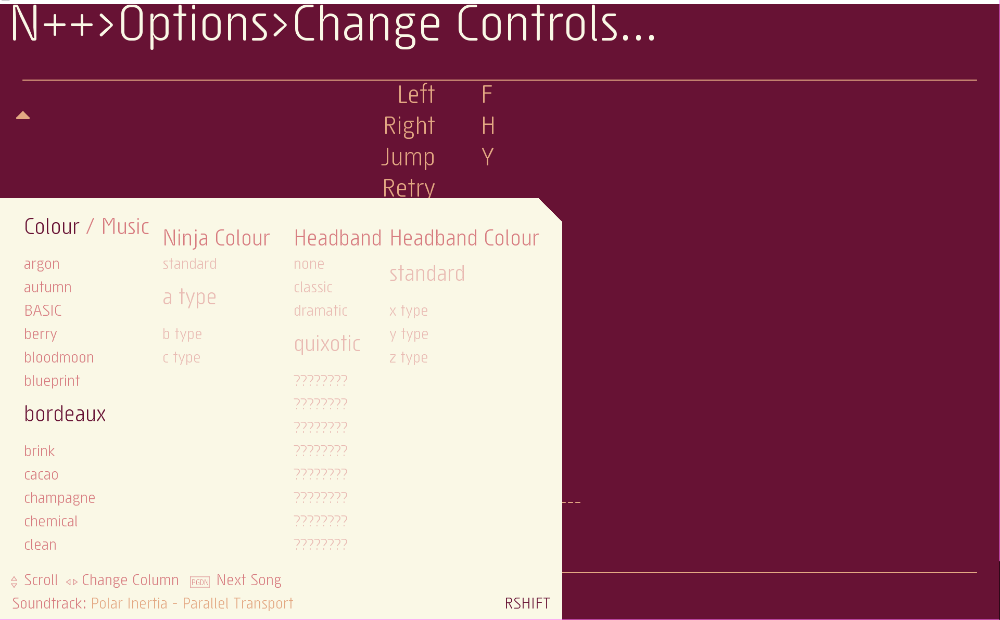 N++>Options>Change Controls...
Left F
Right H
Jump Y
Retry
Colour / Music
Ninja Colour
Headband
Headband Colour
argon
autumn
BASIC
berry
bloodmoon
blueprint
bordeaux
brink
cacao
champagne
chemical
clean
standard
a type
b type
c type
none
classic
dramatic
quixotic
????????
????????
????????
????????
????????
????????
????????
????????
standard
x type
y type
z type
---
Scroll Change Column PGDN Next Song
Soundtrack: Polar Inertia - Parallel Transport
RSHIFT